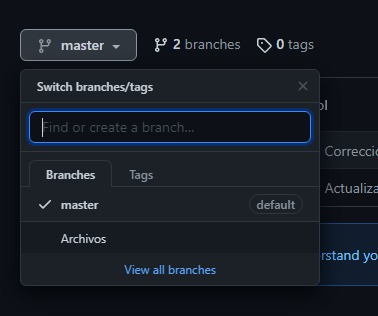 master
2 branches
0 tags
Switch branches/tags
Find or create a branch...
Branches
Tags
master
default
Archivos
View all branches